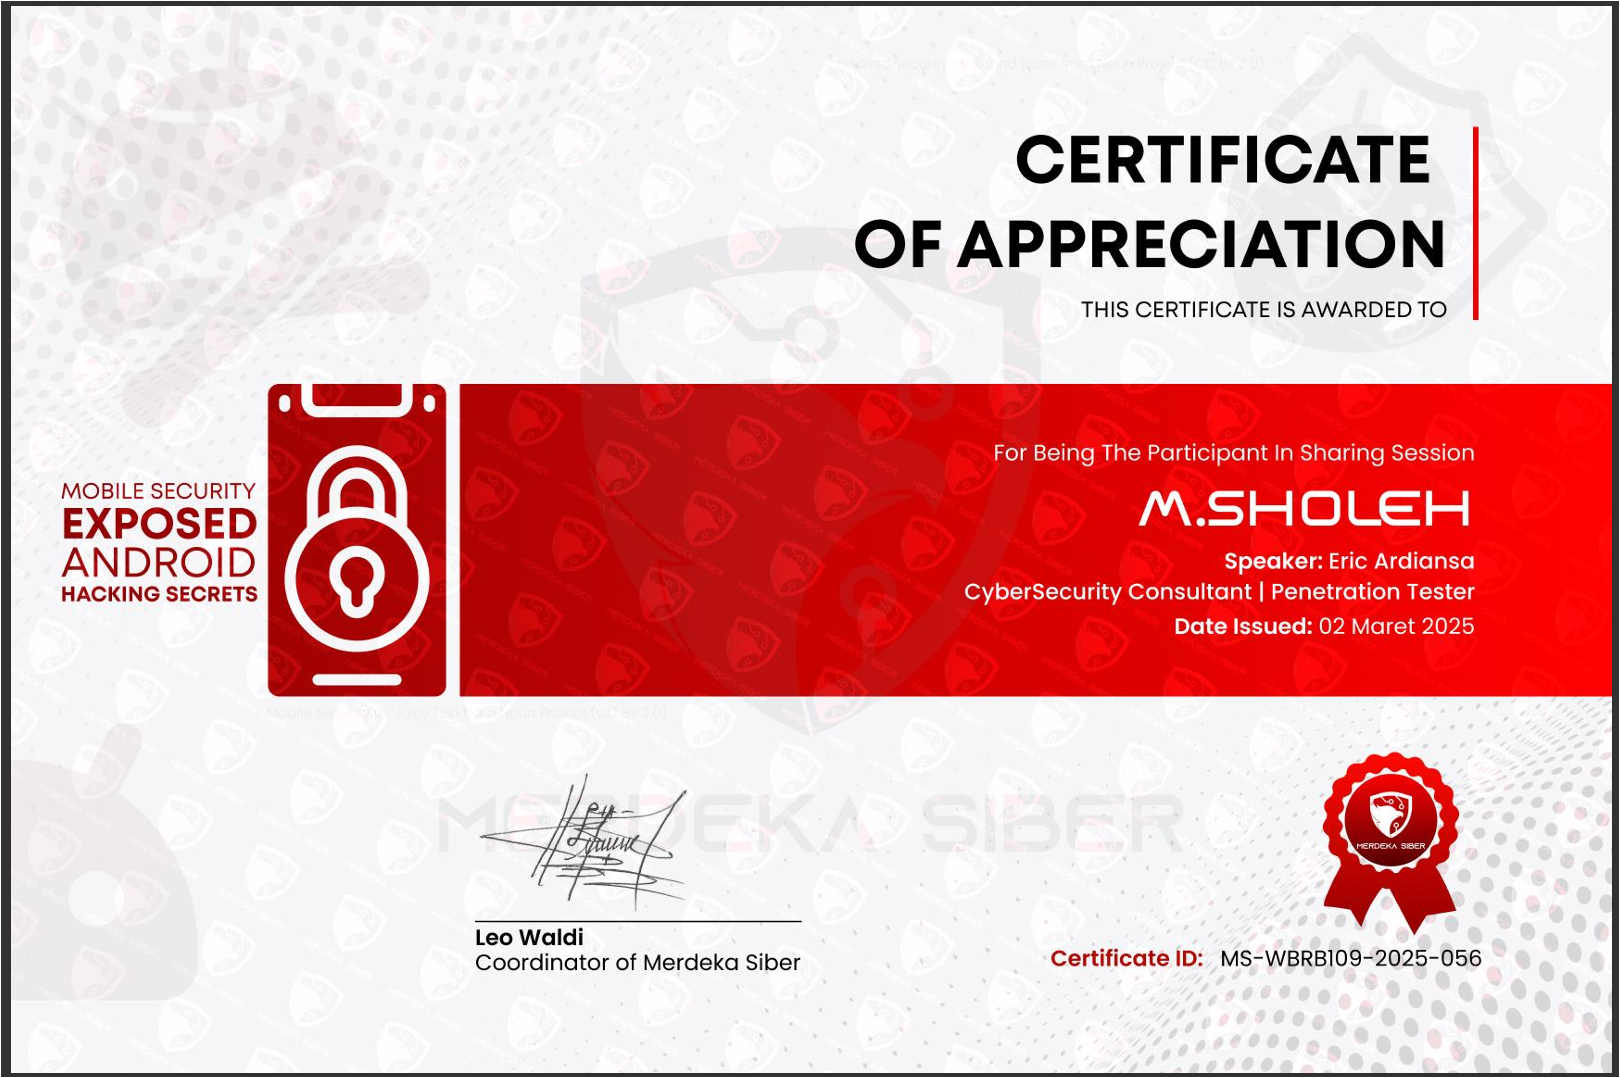 CERTIFICATE
OF APPRECIATION
THIS CERTIFICATE IS AWARDED TO
MOBILE SECURITY
EXPOSED
ANDROID
HACKING SECRETS
For Being The Participant In Sharing Session
M.SHOLEH
Speaker: Eric Ardiansa
CyberSecurity Consultant | Penetration Tester
Date Issued: 02 Maret 2025
MERDEKA SIBER
MERDEKA SIBER
Leo Waldi
Coordinator of Merdeka Siber
Certificate ID: MS-WBRB109-2025-056